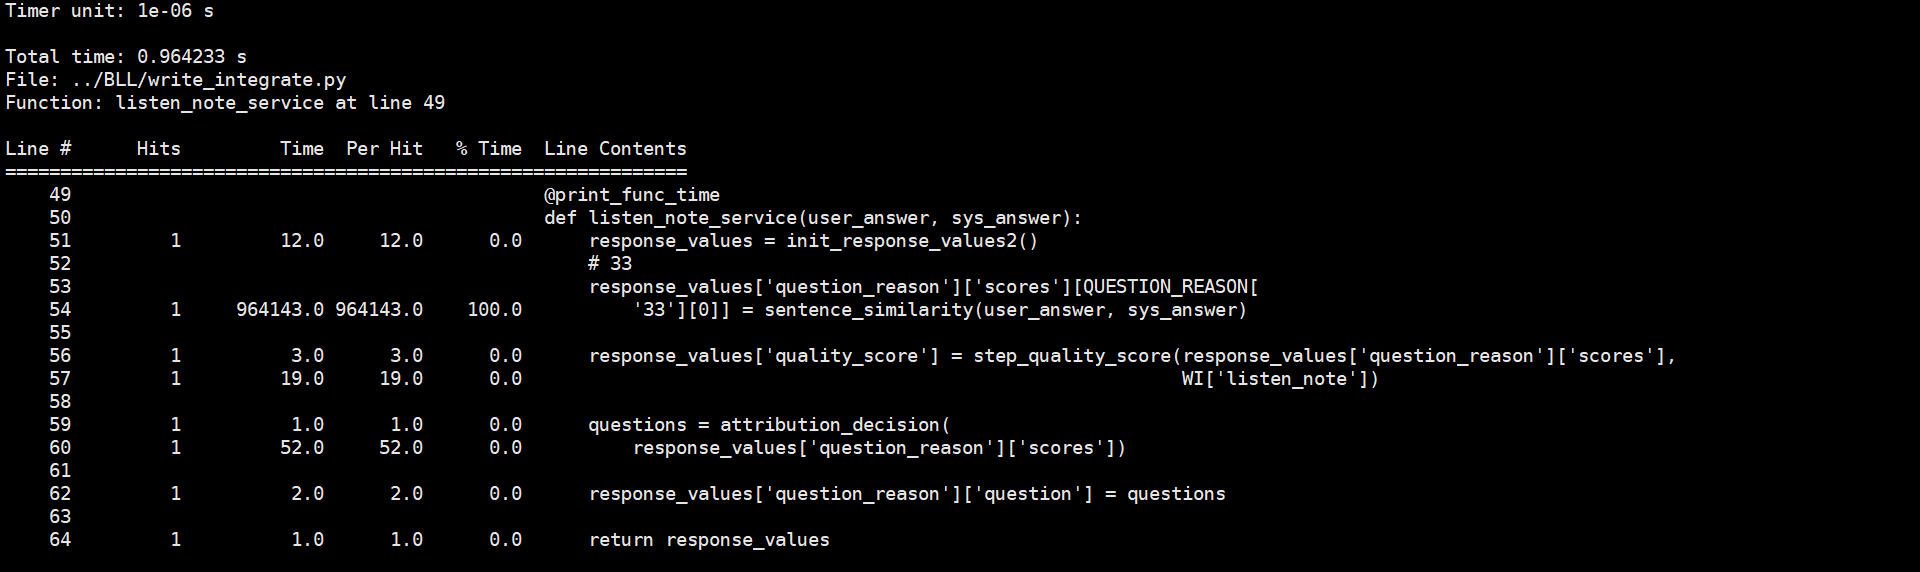 Timer unit: 1e-06 s

Total time: 0.964233 s
File: ../BLL/write_integrate.py
Function: listen_note_service at line 49

Line #      Hits         Time  Per Hit   % Time  Line Contents
==============================================================
    49                                           @print_func_time
    50                                           def listen_note_service(user_answer, sys_answer):
    51         1         12.0     12.0      0.0      response_values = init_response_values2()
    52                                               # 33
    53                                               response_values['question_reason']['scores'][QUESTION_REASON[
    54         1     964143.0 964143.0    100.0          '33'][0]] = sentence_similarity(user_answer, sys_answer)
    55
    56         1          3.0      3.0      0.0      response_values['quality_score'] = step_quality_score(response_values['question_reason']['scores'],
    57         1         19.0     19.0      0.0                                                            WI['listen_note'])
    58
    59         1          1.0      1.0      0.0      questions = attribution_decision(
    60         1         52.0     52.0      0.0          response_values['question_reason']['scores'])
    61
    62         1          2.0      2.0      0.0      response_values['question_reason']['question'] = questions
    63
    64         1          1.0      1.0      0.0      return response_values